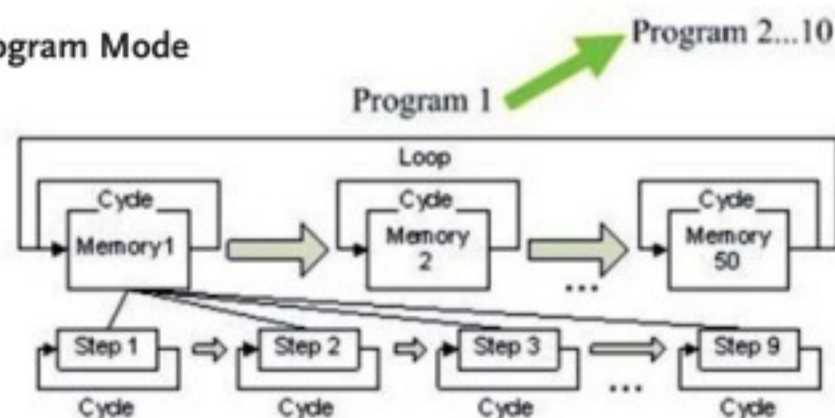 ogram Mode
Program 2...10
Program 1
Loop
Cycle Cycle Cycle
Memory1 Memory 2 ... Memory 50
Step 1 Step 2 Step 3 ... Step 9
Cycle Cycle Cycle Cycle